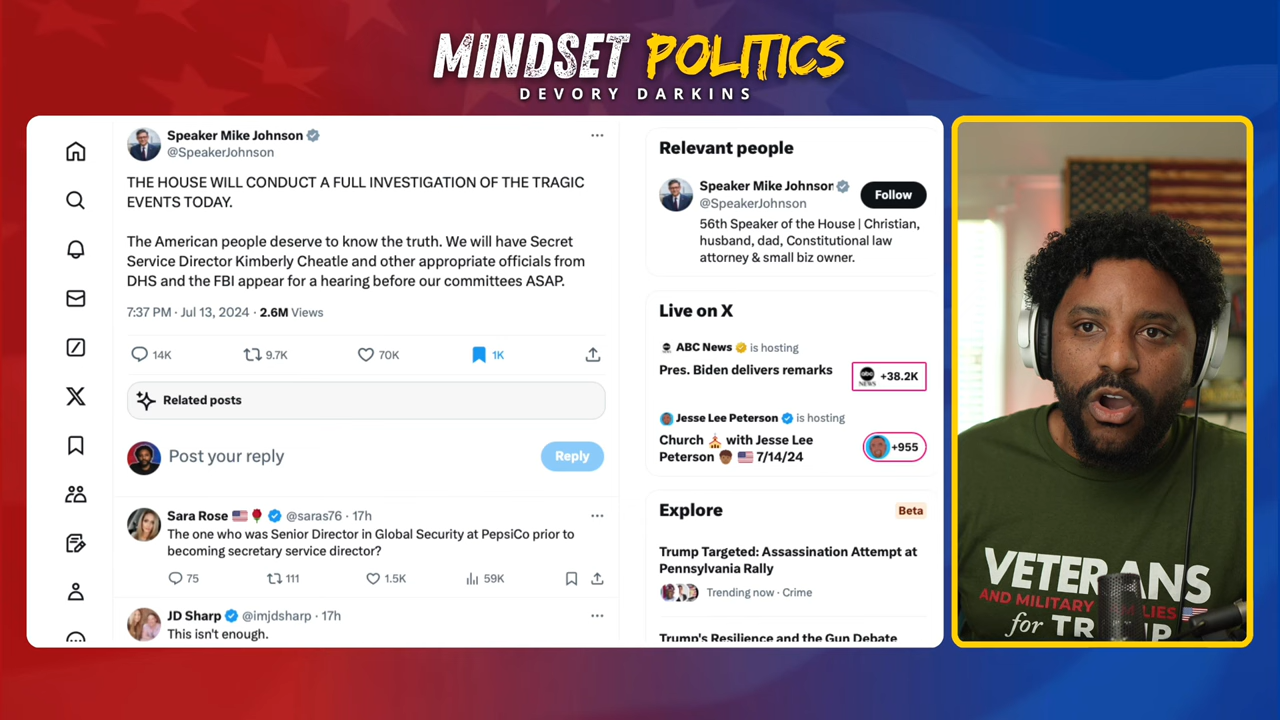 MINDSET POLITICS
DEVORY DARKINS
Speaker Mike Johnson
@SpeakerJohnson
THE HOUSE WILL CONDUCT A FULL INVESTIGATION OF THE TRAGIC
EVENTS TODAY.
The American people deserve to know the truth. We will have Secret
Service Director Kimberly Cheatle and other appropriate officials from
DHS and the FBI appear for a hearing before our committees ASAP.
7:37 PM · Jul 13, 2024 · 2.6M Views
14K 9.7K 70K 1K
Related posts
Post your reply
Reply
Sara Rose @saras76 · 17h
The one who was Senior Director in Global Security at PepsiCo prior to
becoming secretary service director?
75 111 1.5K 59K
JD Sharp @imjdsharp · 17h
This isn't enough.
Relevant people
Speaker Mike Johnson
@SpeakerJohnson
Follow
56th Speaker of the House | Christian,
husband, dad, Constitutional law
attorney & small biz owner.
Live on X
ABC News is hosting
Pres. Biden delivers remarks
abc NEWS +38.2K
Jesse Lee Peterson is hosting
Church with Jesse Lee
Peterson 7/14/24
+955
Explore
Beta
Trump Targeted: Assassination Attempt at
Pennsylvania Rally
Trending now · Crime
Trump's Resilience and the Gun Debate
VETERANS
AND MILITARY
for